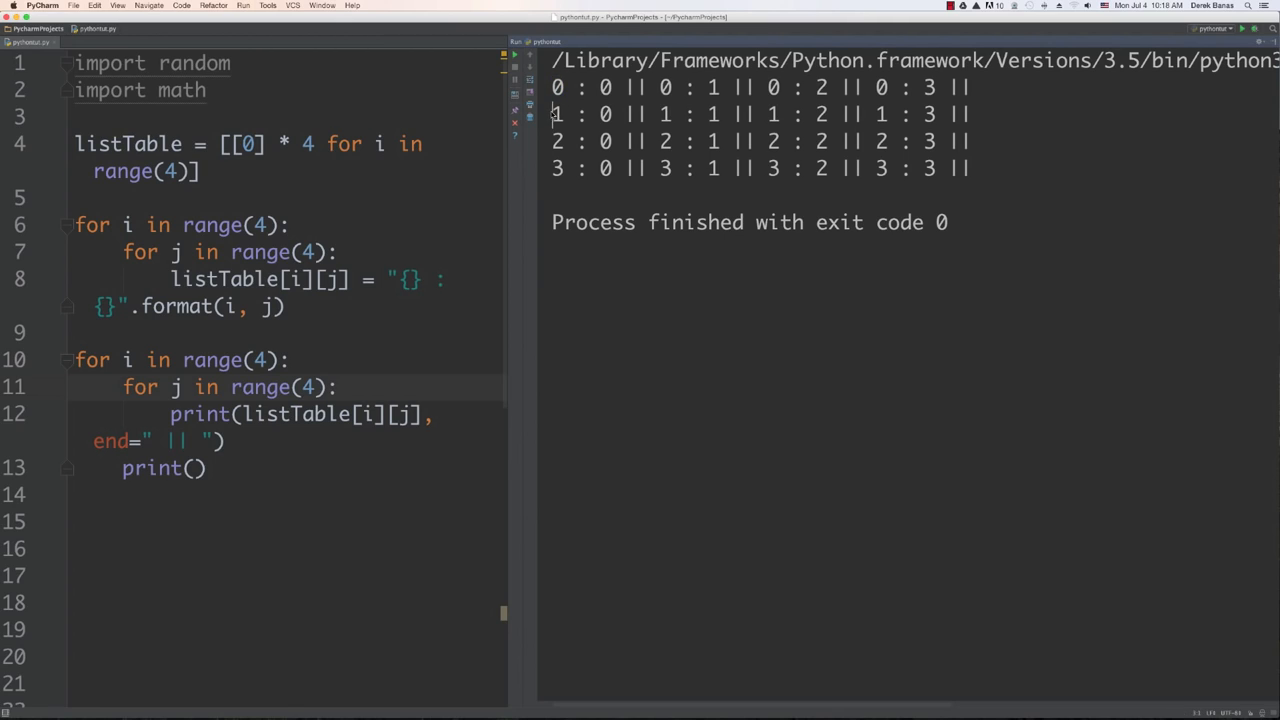 PyCharm File Edit View Navigate Code Refactor Run Tools VCS Window Help
10 Mon Jul 4 10:18 AM Derek Banas
pythontut.py - PycharmProjects - [~/PycharmProjects]
PycharmProjects pythontut.py
pythontut
pythontut.py
Run pythontut
1 import random
2 import math
3
4 listTable = [[0] * 4 for i in
range(4)]
5
6 for i in range(4):
7 for j in range(4):
8 listTable[i][j] = "{} :
{}".format(i, j)
9
10 for i in range(4):
11 for j in range(4):
12 print(listTable[i][j],
end=" || ")
13 print()
14
15
16
17
18
19
20
21
/Library/Frameworks/Python.framework/Versions/3.5/bin/python3
0 : 0 || 0 : 1 || 0 : 2 || 0 : 3 ||
1 : 0 || 1 : 1 || 1 : 2 || 1 : 3 ||
2 : 0 || 2 : 1 || 2 : 2 || 2 : 3 ||
3 : 0 || 3 : 1 || 3 : 2 || 3 : 3 ||
Process finished with exit code 0
1:1 LF÷ UTF-8÷